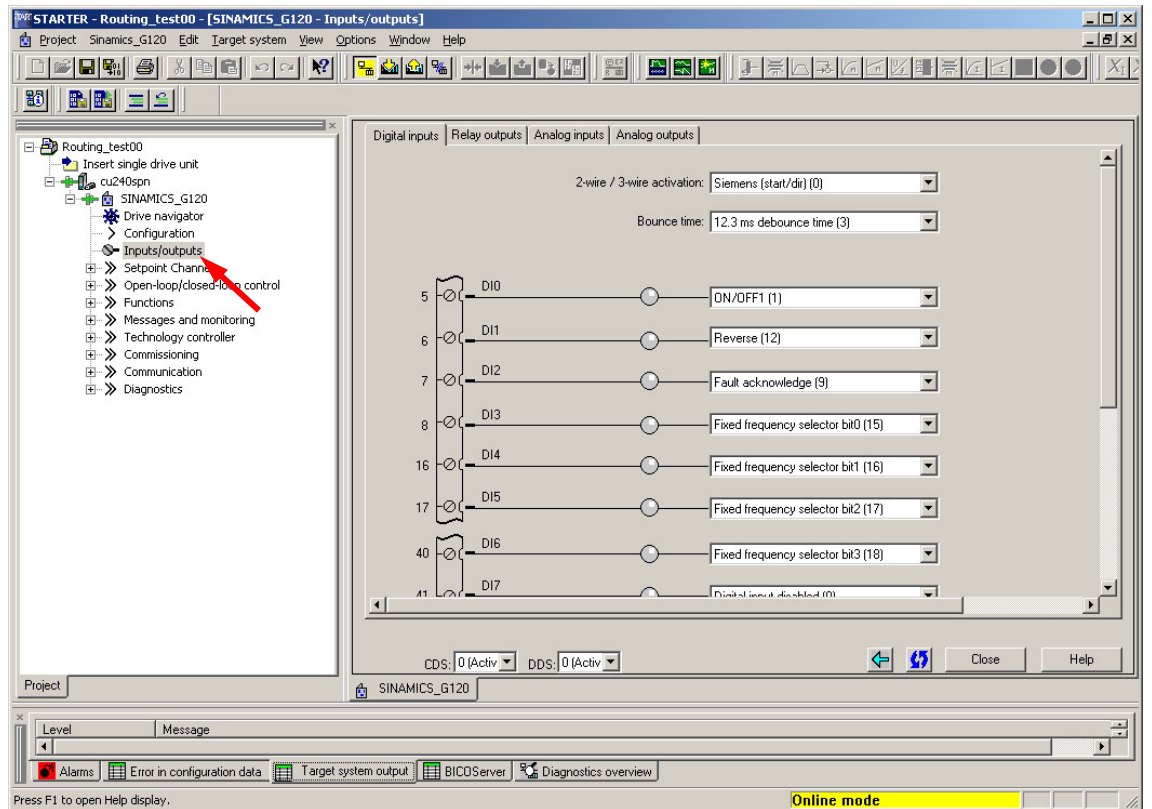 STARTER - Routing_test00 - [SINAMICS_G120 - Inputs/outputs]
Project Sinamics_G120 Edit Target system View Options Window Help
Routing_test00
Insert single drive unit
cu240spn
SINAMICS_G120
Drive navigator
Configuration
Inputs/outputs
Setpoint Channel
Open-loop/closed-loop control
Functions
Messages and monitoring
Technology controller
Commissioning
Communication
Diagnostics
Project
Digital inputs Relay outputs Analog inputs Analog outputs
2-wire / 3-wire activation: Siemens (start/dir) (0)
Bounce time: 12.3 ms debounce time (3)
5 DI0 ON/OFF1 (1)
6 DI1 Reverse (12)
7 DI2 Fault acknowledge (9)
8 DI3 Fixed frequency selector bit0 (15)
16 DI4 Fixed frequency selector bit1 (16)
17 DI5 Fixed frequency selector bit2 (17)
40 DI6 Fixed frequency selector bit3 (18)
41 DI7 Digital input disabled (0)
CDS: 0 (Activ DDS: 0 (Activ Close Help
SINAMICS_G120
Level Message
Alarms Error in configuration data Target system output BICOServer Diagnostics overview
Press F1 to open Help display. Online mode